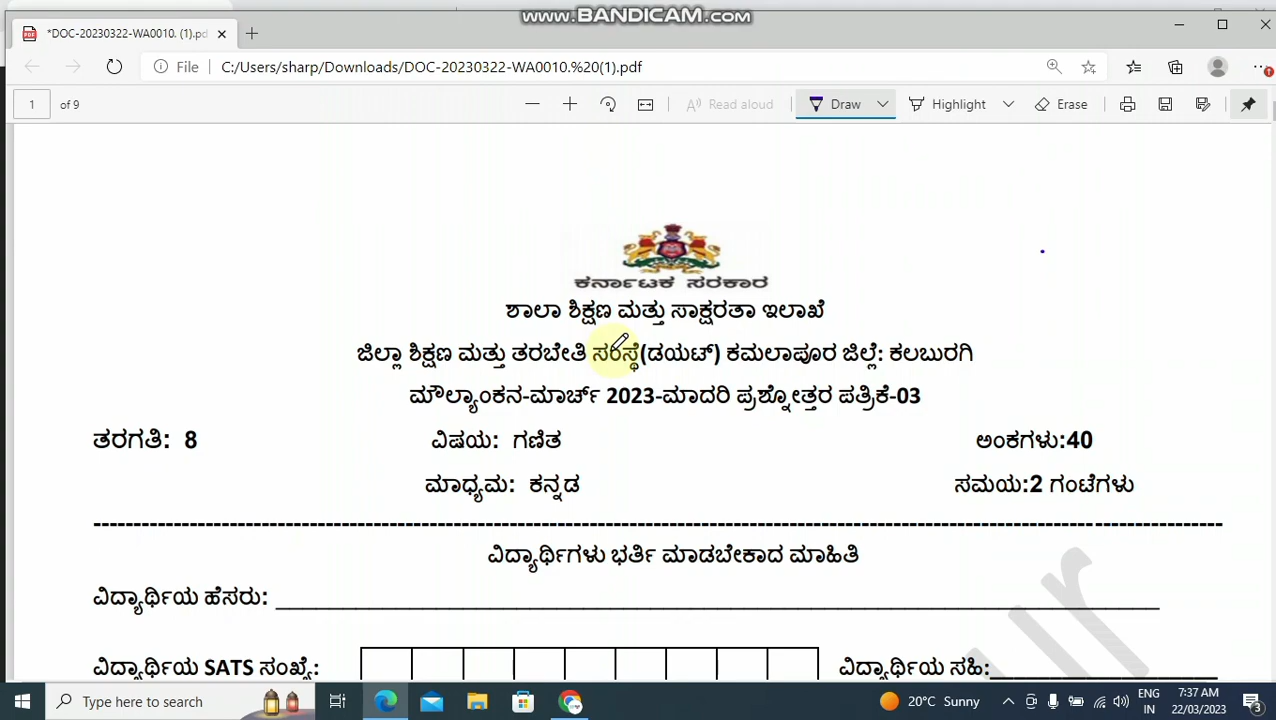 www.BANDICAM.com
*DOC-20230322-WA0010. (1).pd
File C:/Users/sharp/Downloads/DOC-20230322-WA0010.%20(1).pdf
1 of 9 Read aloud Draw Highlight Erase
ಕರ್ನಾಟಕ ಸರಕಾರ
ಶಾಲಾ ಶಿಕ್ಷಣ ಮತ್ತು ಸಾಕ್ಷರತಾ ಇಲಾಖೆ
ಜಿಲ್ಲಾ ಶಿಕ್ಷಣ ಮತ್ತು ತರಬೇತಿ ಸಂಸ್ಥೆ(ಡಯಟ್) ಕಮಲಾಪೂರ ಜಿಲ್ಲೆ: ಕಲಬುರಗಿ
ಮೌಲ್ಯಾಂಕನ-ಮಾರ್ಚ್ 2023-ಮಾದರಿ ಪ್ರಶ್ನೋತ್ತರ ಪತ್ರಿಕೆ-03
ತರಗತಿ: 8 ವಿಷಯ: ಗಣಿತ ಅಂಕಗಳು:40
ಮಾಧ್ಯಮ: ಕನ್ನಡ ಸಮಯ:2 ಗಂಟೆಗಳು
ವಿದ್ಯಾರ್ಥಿಗಳು ಭರ್ತಿ ಮಾಡಬೇಕಾದ ಮಾಹಿತಿ
ವಿದ್ಯಾರ್ಥಿಯ ಹೆಸರು:
ವಿದ್ಯಾರ್ಥಿಯ SATS ಸಂಖ್ಯೆ: ವಿದ್ಯಾರ್ಥಿಯ ಸಹಿ:
ur
Type here to search 20°C Sunny ENG IN 7:37 AM 22/03/2023 3